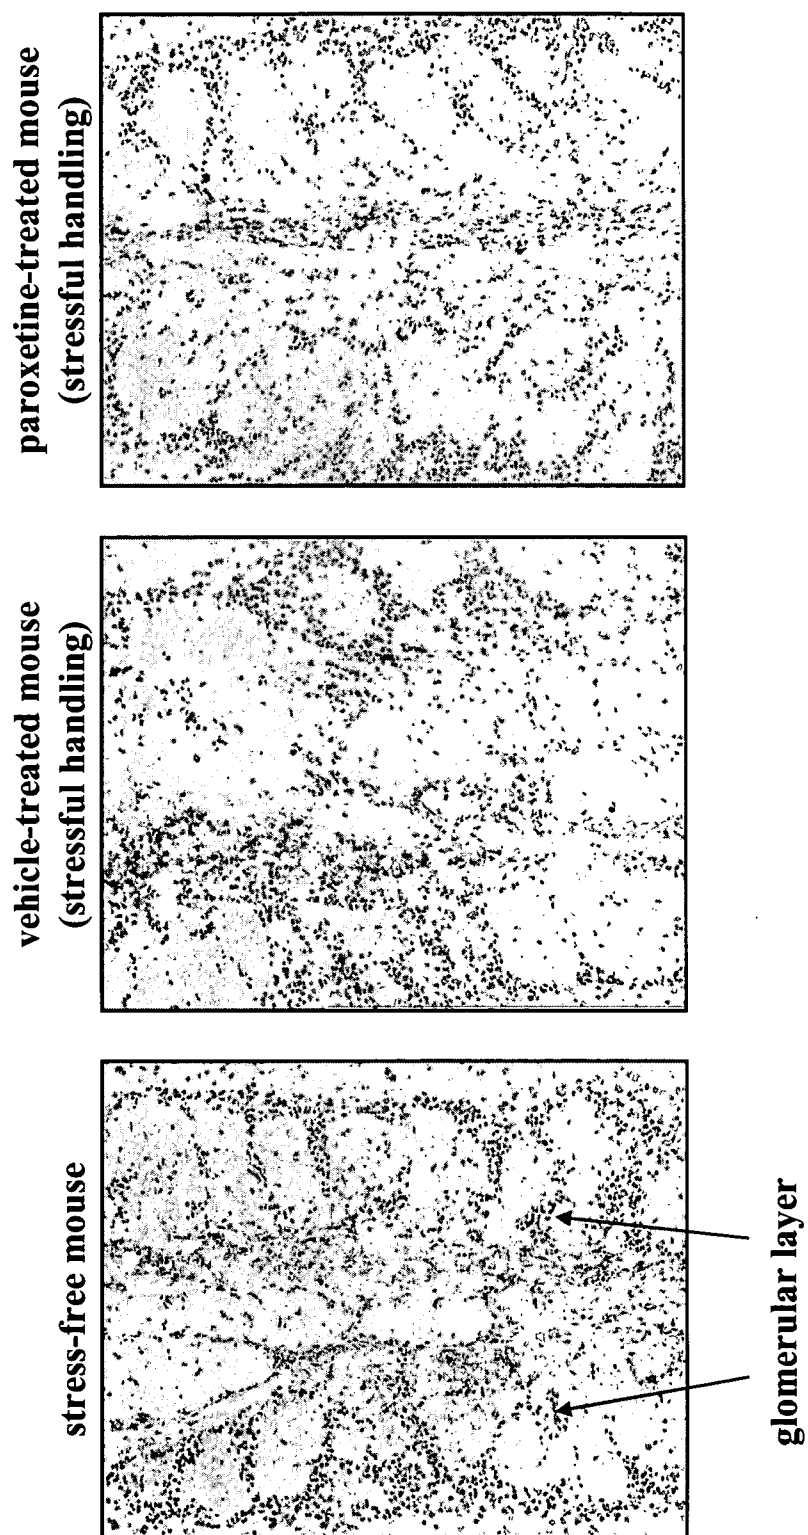 stress-free mouse
vehicle-treated mouse
(stressful handling)
paroxetine-treated mouse
(stressful handling)
glomerular layer